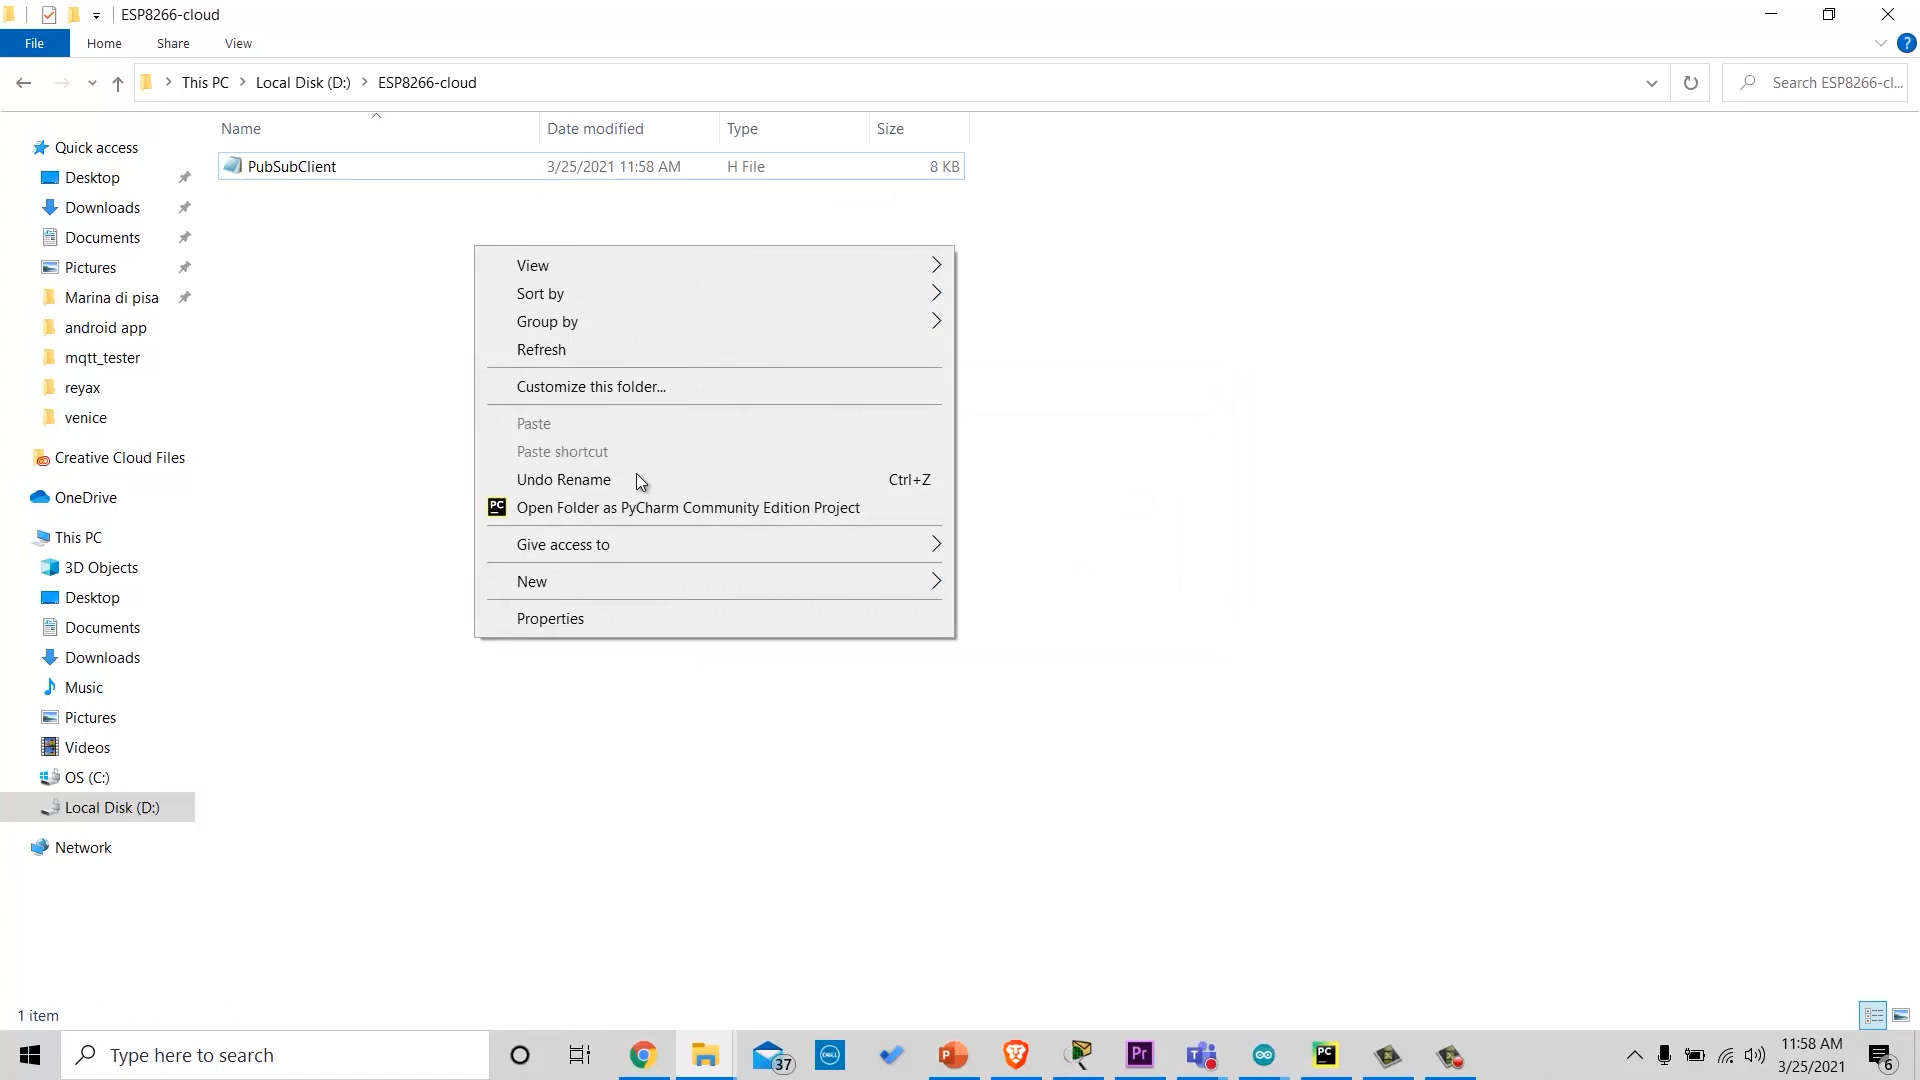 ESP8266-cloud
File Home Share View
This PC Local Disk (D:) ESP8266-cloud
Search ESP8266-cl...
Name Date modified Type Size
PubSubClient 3/25/2021 11:58 AM H File 8 KB
Quick access
Desktop
Downloads
Documents
Pictures
Marina di pisa
android app
mqtt_tester
reyax
venice
Creative Cloud Files
OneDrive
This PC
3D Objects
Desktop
Documents
Downloads
Music
Pictures
Videos
OS (C:)
Local Disk (D:)
Network
View
Sort by
Group by
Refresh
Customize this folder...
Paste
Paste shortcut
Undo Rename Ctrl+Z
PC Open Folder as PyCharm Community Edition Project
Give access to
New
Properties
1 item
Type here to search
37
DELL
P
Pr
T
PC
11:58 AM
3/25/2021
6
?